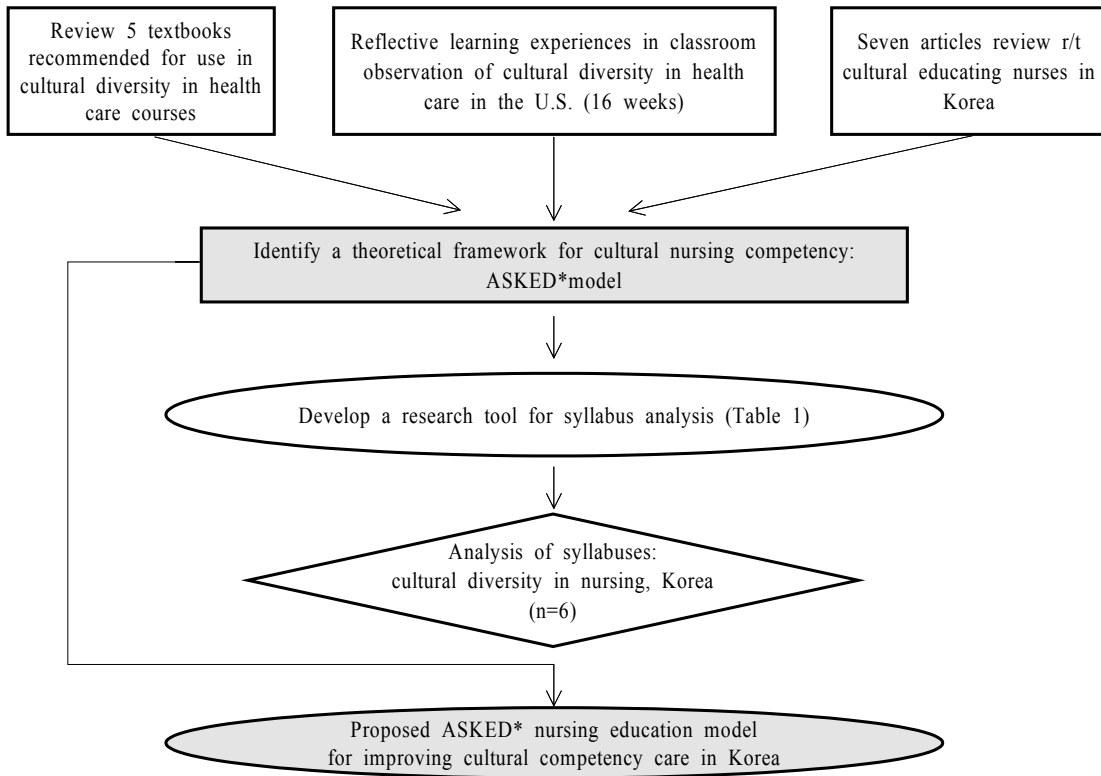 Review 5 textbooks
recommended for use in
cultural diversity in health
care courses
Reflective learning experiences in classroom
observation of cultural diversity in health
care in the U.S. (16 weeks)
Seven articles review r/t
cultural educating nurses in
Korea
Identify a theoretical framework for cultural nursing competency:
ASKED*model
Develop a research tool for syllabus analysis (Table 1)
Analysis of syllabuses:
cultural diversity in nursing, Korea
(n=6)
Proposed ASKED* nursing education model
for improving cultural competency care in Korea